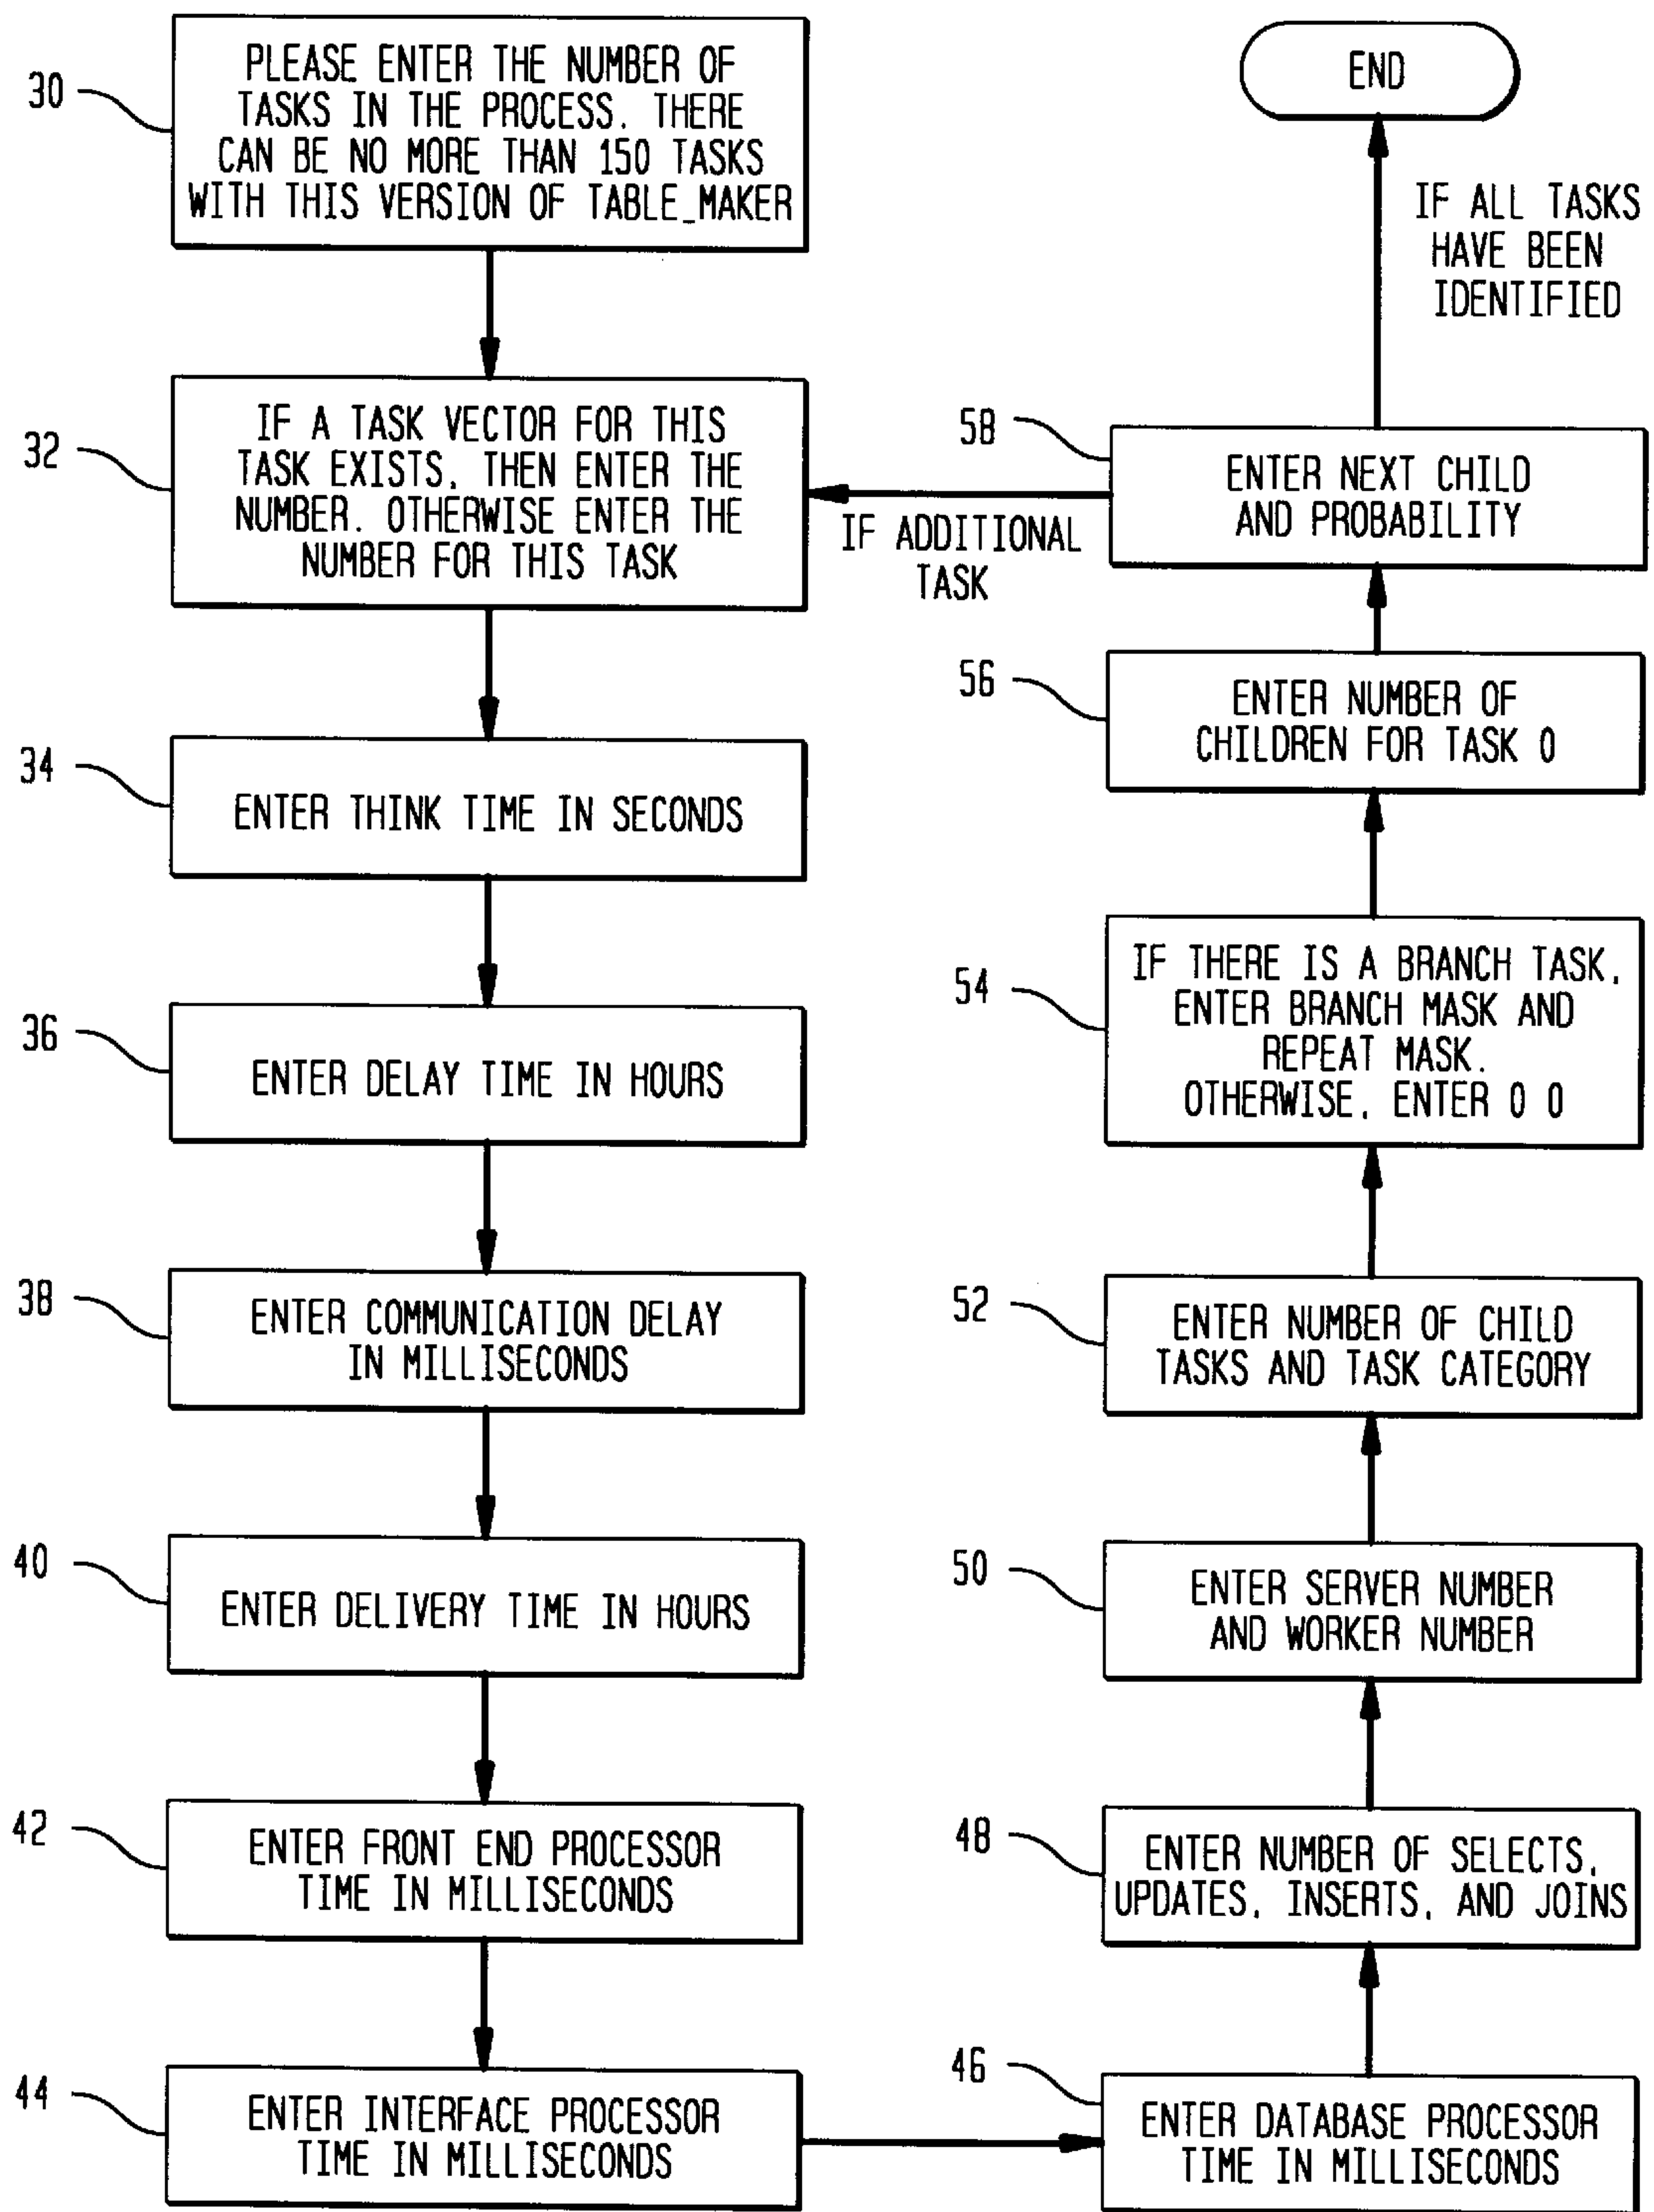 30
PLEASE ENTER THE NUMBER OF
TASKS IN THE PROCESS. THERE
CAN BE NO MORE THAN 150 TASKS
WITH THIS VERSION OF TABLE_MAKER
32
IF A TASK VECTOR FOR THIS
TASK EXISTS, THEN ENTER THE
NUMBER. OTHERWISE ENTER THE
NUMBER FOR THIS TASK
34
ENTER THINK TIME IN SECONDS
36
ENTER DELAY TIME IN HOURS
38
ENTER COMMUNICATION DELAY
IN MILLISECONDS
40
ENTER DELIVERY TIME IN HOURS
42
ENTER FRONT END PROCESSOR
TIME IN MILLISECONDS
44
ENTER INTERFACE PROCESSOR
TIME IN MILLISECONDS
46
ENTER DATABASE PROCESSOR
TIME IN MILLISECONDS
48
ENTER NUMBER OF SELECTS,
UPDATES, INSERTS, AND JOINS
50
ENTER SERVER NUMBER
AND WORKER NUMBER
52
ENTER NUMBER OF CHILD
TASKS AND TASK CATEGORY
54
IF THERE IS A BRANCH TASK,
ENTER BRANCH MASK AND
REPEAT MASK.
OTHERWISE, ENTER 0 0
56
ENTER NUMBER OF
CHILDREN FOR TASK 0
58
ENTER NEXT CHILD
AND PROBABILITY
IF ADDITIONAL
TASK
IF ALL TASKS
HAVE BEEN
IDENTIFIED
END